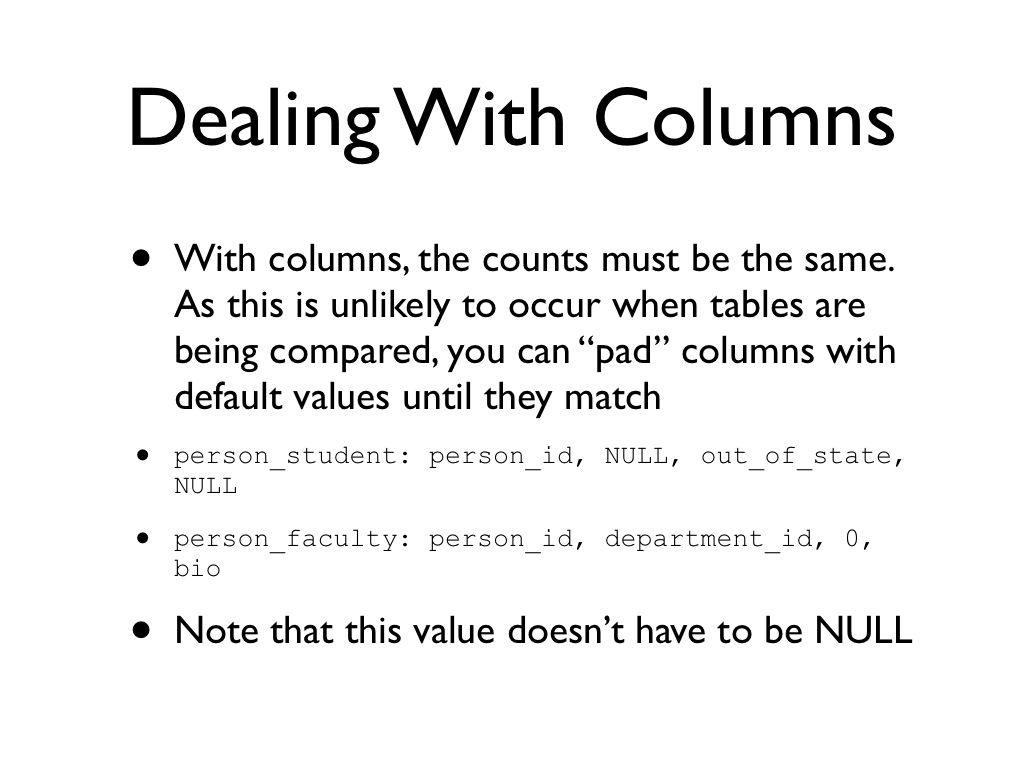 Dealing With Columns
• With columns, the counts must be the same.
As this is unlikely to occur when tables are
being compared, you can “pad” columns with
default values until they match
• person_student: person_id, NULL, out_of_state,
NULL
• person_faculty: person_id, department_id, 0,
bio
• Note that this value doesn’t have to be NULL